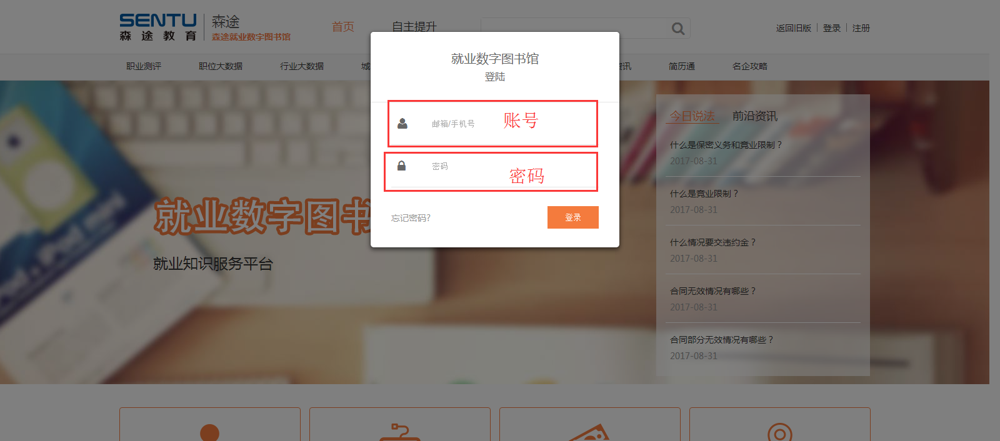 SENTU
森途教育
森途
森途就业数字图书馆
首页
自主提升
返回旧版
登录
注册
职业测评
职位大数据
行业大数据
城
资讯
简历通
名企攻略
就业数字图书馆
登陆
邮箱/手机号
账号
密码
密码
忘记密码?
登录
就业数字图书
就业知识服务平台
iPad mini
今日说法
前沿资讯
什么是保密义务和竞业限制？
2017-08-31
什么是竞业限制？
2017-08-31
什么情况要交违约金？
2017-08-31
合同无效情况有哪些？
2017-08-31
合同部分无效情况有哪些？
2017-08-31